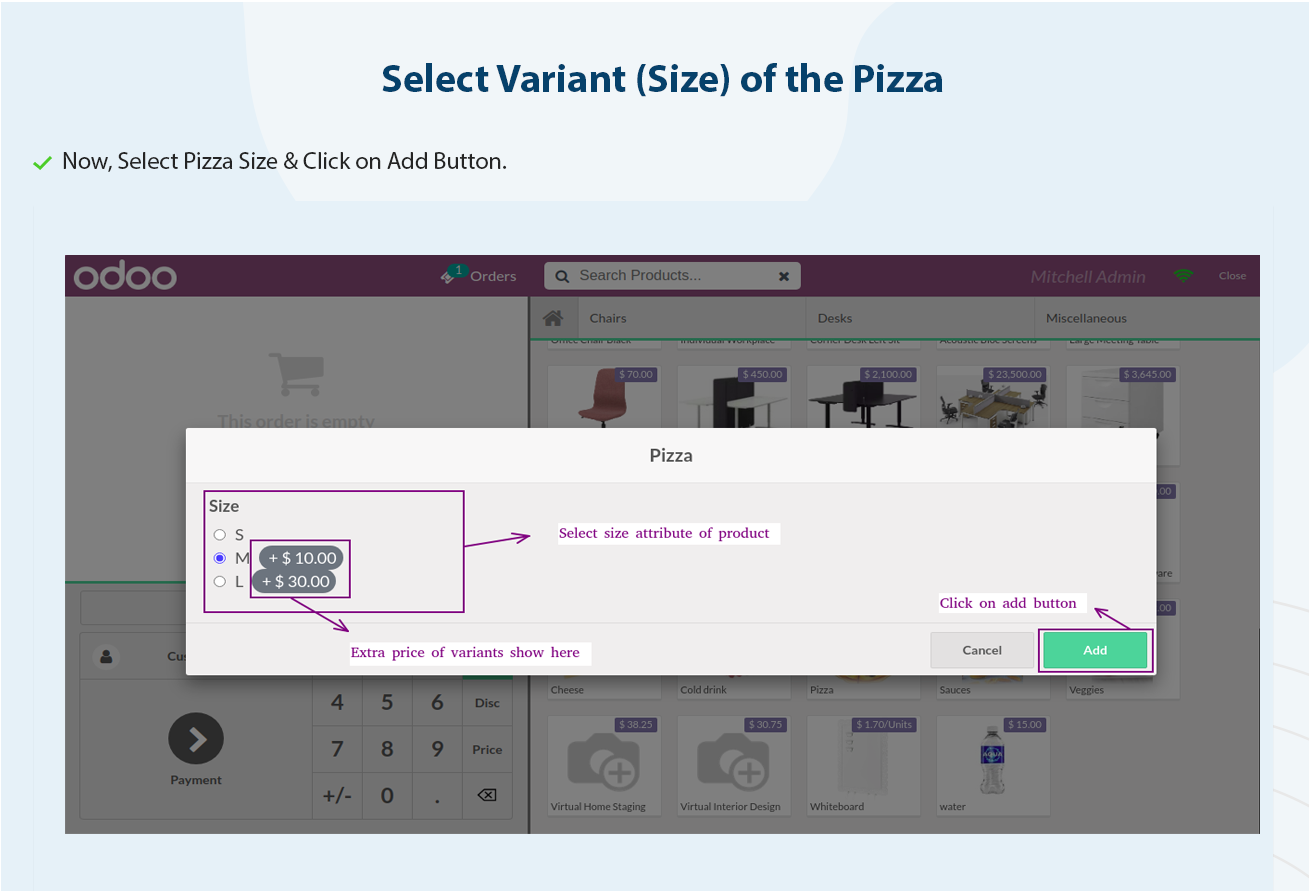 Select Variant (Size) of the Pizza
Now, Select Pizza Size & Click on Add Button.
odoo
1
Orders
Search Products...
Mitchell Admin
Close
Chairs
Desks
Miscellaneous
Office Chair Black
Individual Workplace
Corner Desk Left Sit
Acoustic Bloc Screens
Large Meeting Table
$ 70.00
$ 450.00
$ 2,100.00
$ 23,500.00
$ 3,645.00
This order is empty
Pizza
Size
S
M + $ 10.00
L + $ 30.00
Select size attribute of product
Extra price of variants show here
Click on add button
Cancel
Add
.00
are
.00
Cus
Payment
4 5 6 Disc
7 8 9 Price
+/- 0 .
Cheese
Cold drink
Pizza
Sauces
Veggies
$ 38.25
$ 30.75
$ 1.70/Units
$ 15.00
AQUA
Virtual Home Staging
Virtual Interior Design
Whiteboard
water